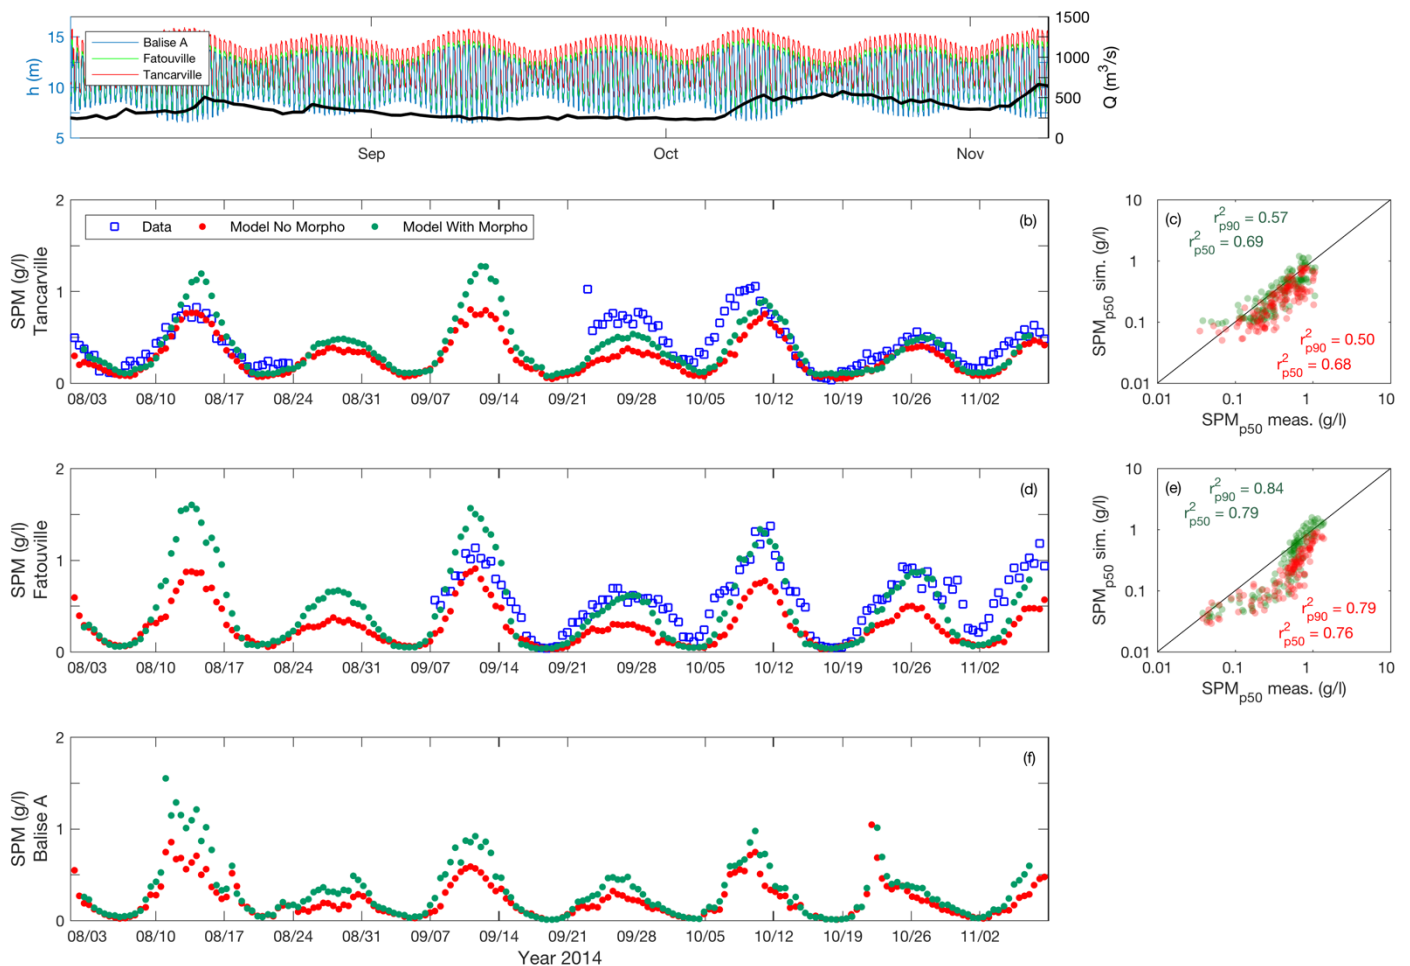 15
10
5
h (m)
Balise A
Fatouville
Tancarville
1500
1000
500
0
Q (m³/s)
Sep
Oct
Nov
2
1
0
SPM (g/l)
Tancarville
Data
Model No Morpho
Model With Morpho
(b)
08/03 08/10 08/17 08/24 08/31 09/07 09/14 09/21 09/28 10/05 10/12 10/19 10/26 11/02
(c)
10
1
0.1
0.01
SPM_p50 sim. (g/l)
r²_p90 = 0.57
r²_p50 = 0.69
r²_p90 = 0.50
r²_p50 = 0.68
0.01 0.1 1 10
SPM_p50 meas. (g/l)
2
1
0
SPM (g/l)
Fatouville
(d)
08/03 08/10 08/17 08/24 08/31 09/07 09/14 09/21 09/28 10/05 10/12 10/19 10/26 11/02
(e)
10
1
0.1
0.01
SPM_p50 sim. (g/l)
r²_p90 = 0.84
r²_p50 = 0.79
r²_p90 = 0.79
r²_p50 = 0.76
0.01 0.1 1 10
SPM_p50 meas. (g/l)
2
1
0
SPM (g/l)
Balise A
(f)
08/03 08/10 08/17 08/24 08/31 09/07 09/14 09/21 09/28 10/05 10/12 10/19 10/26 11/02
Year 2014